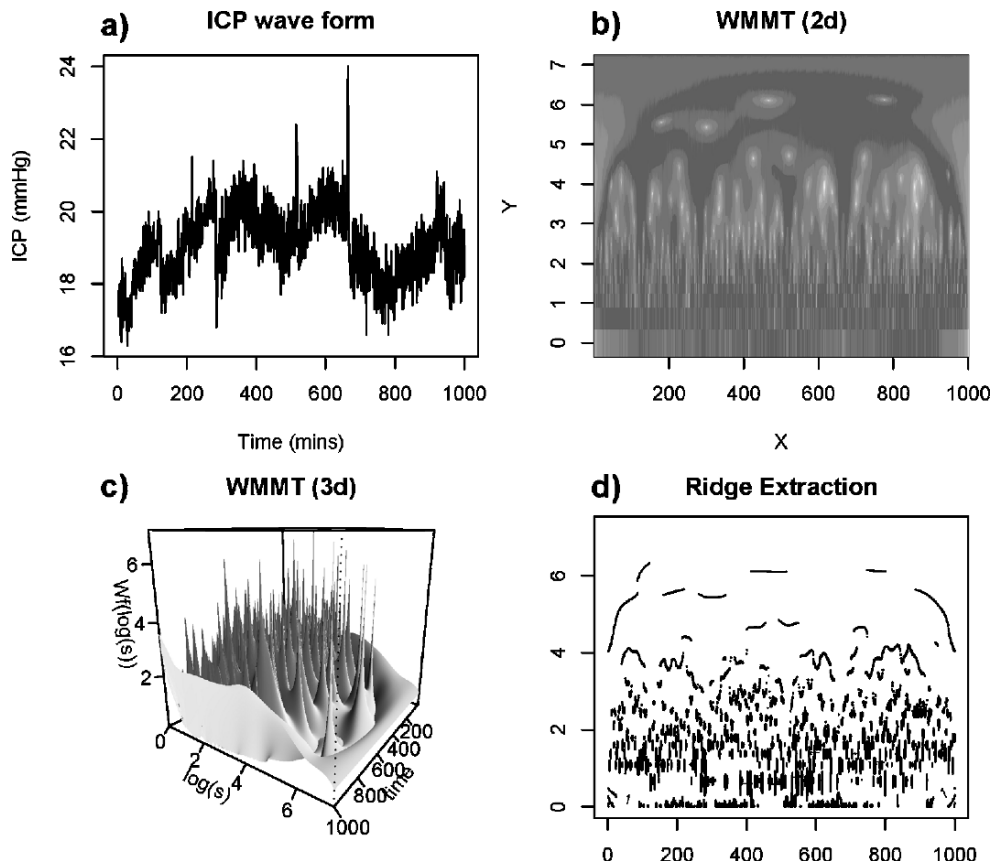 a) ICP wave form
24
22
20
18
16
ICP (mmHg)
0 200 400 600 800 1000
Time (mins)
b) WMMT (2d)
7
6
5
4
3
2
1
0
Y
200 400 600 800 1000
X
c) WMMT (3d)
6
4
2
Wf(log(s))
0
2
4
6
log(s)
200
400
600
800
1000
time
d) Ridge Extraction
6
4
2
0
0 200 400 600 800 1000